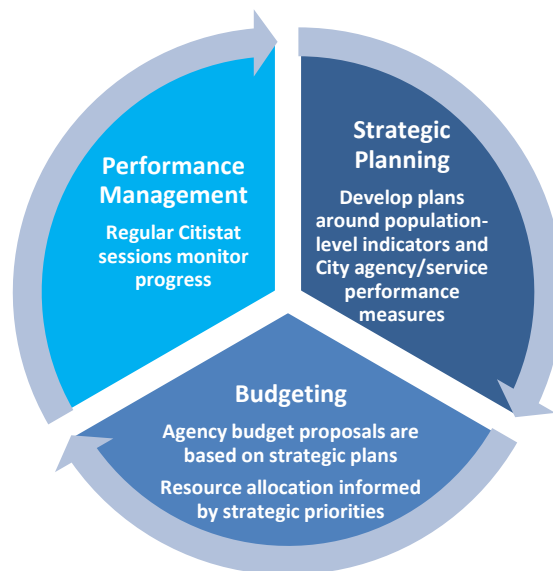 Performance
Management
Regular Citistat
sessions monitor
progress
Strategic
Planning
Develop plans
around population-
level indicators and
City agency/service
performance
measures
Budgeting
Agency budget proposals are
based on strategic plans
Resource allocation informed
by strategic priorities